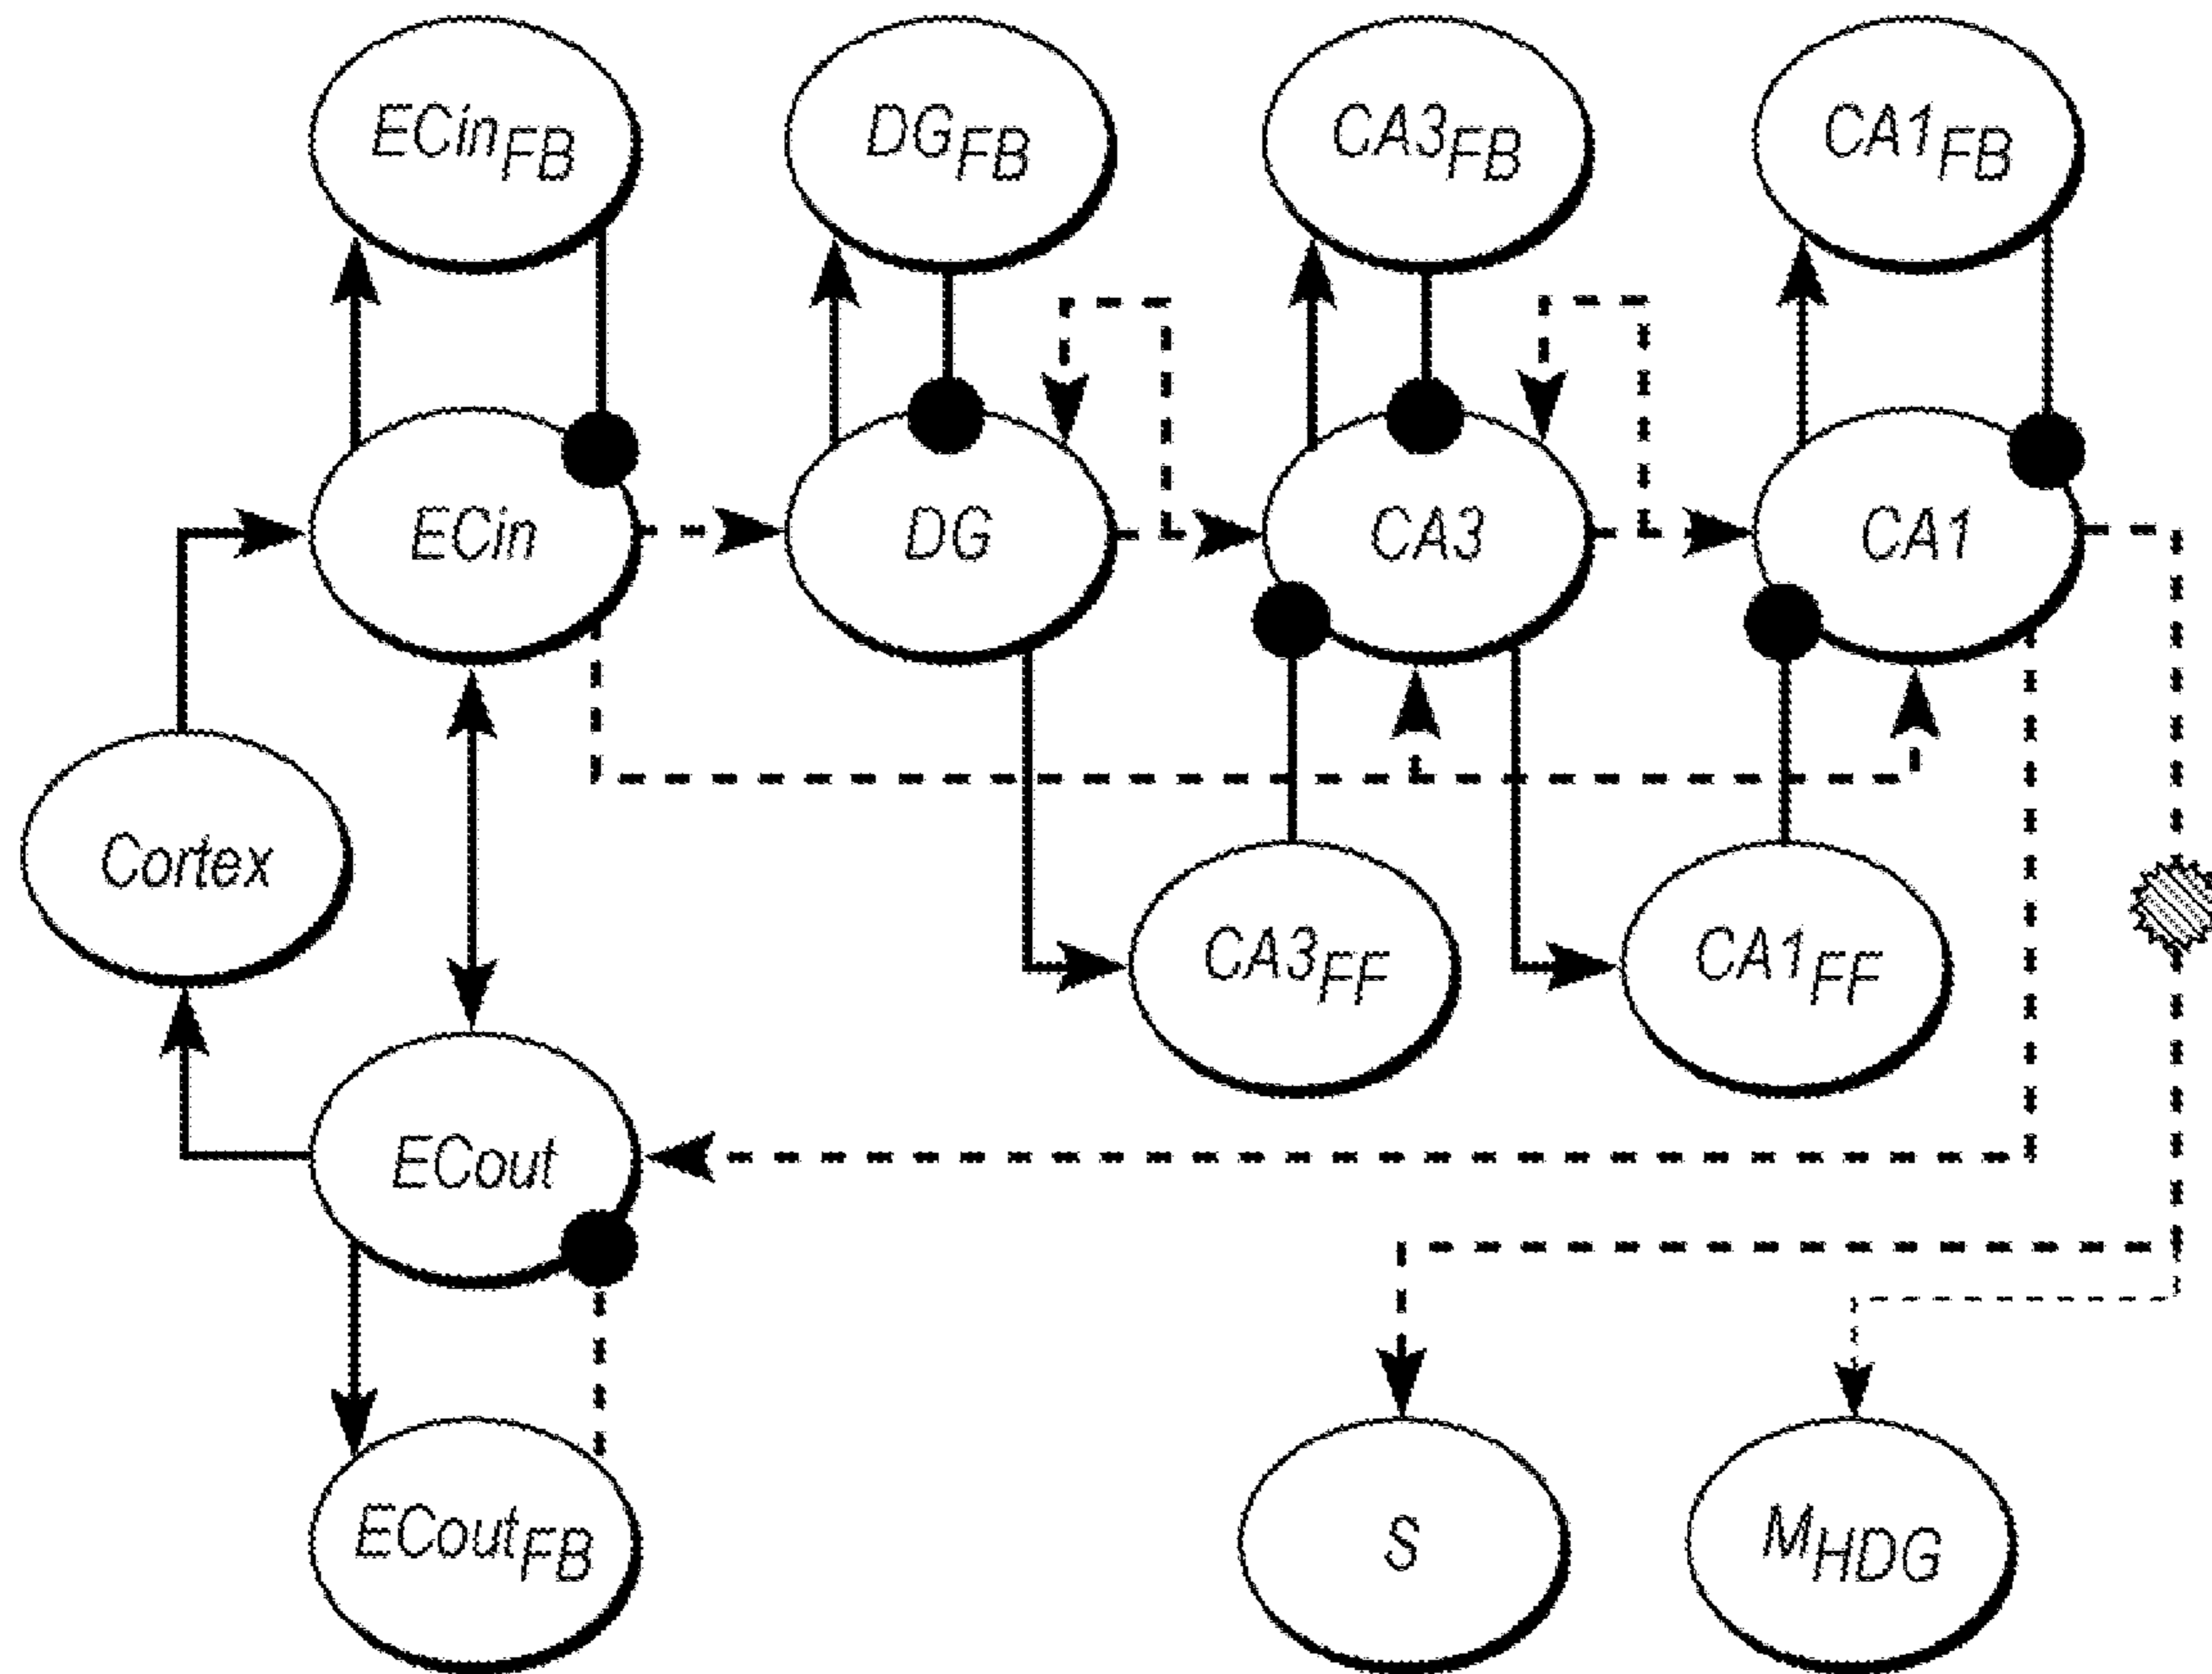 ECinFB
DGFB
CA3FB
CA1FB
ECin
DG
CA3
CA1
Cortex
CA3FF
CA1FF
ECout
ECoutFB
S
MHDG